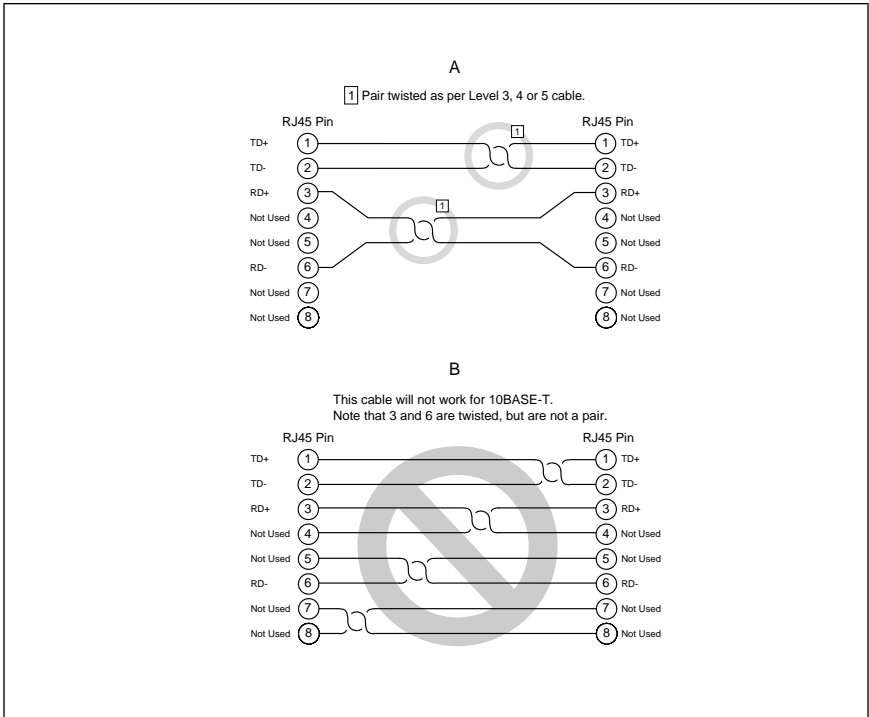 A
1 Pair twisted as per Level 3, 4 or 5 cable.
RJ45 Pin RJ45 Pin
1
TD+ 1 1 TD+
TD- 2 2 TD-
RD+ 3 3 RD+
1
Not Used 4 4 Not Used
Not Used 5 5 Not Used
RD- 6 6 RD-
Not Used 7 7 Not Used
Not Used 8 8 Not Used
B
This cable will not work for 10BASE-T.
Note that 3 and 6 are twisted, but are not a pair.
RJ45 Pin RJ45 Pin
TD+ 1 1 TD+
TD- 2 2 TD-
RD+ 3 3 RD+
Not Used 4 4 Not Used
Not Used 5 5 Not Used
RD- 6 6 RD-
Not Used 7 7 Not Used
Not Used 8 8 Not Used